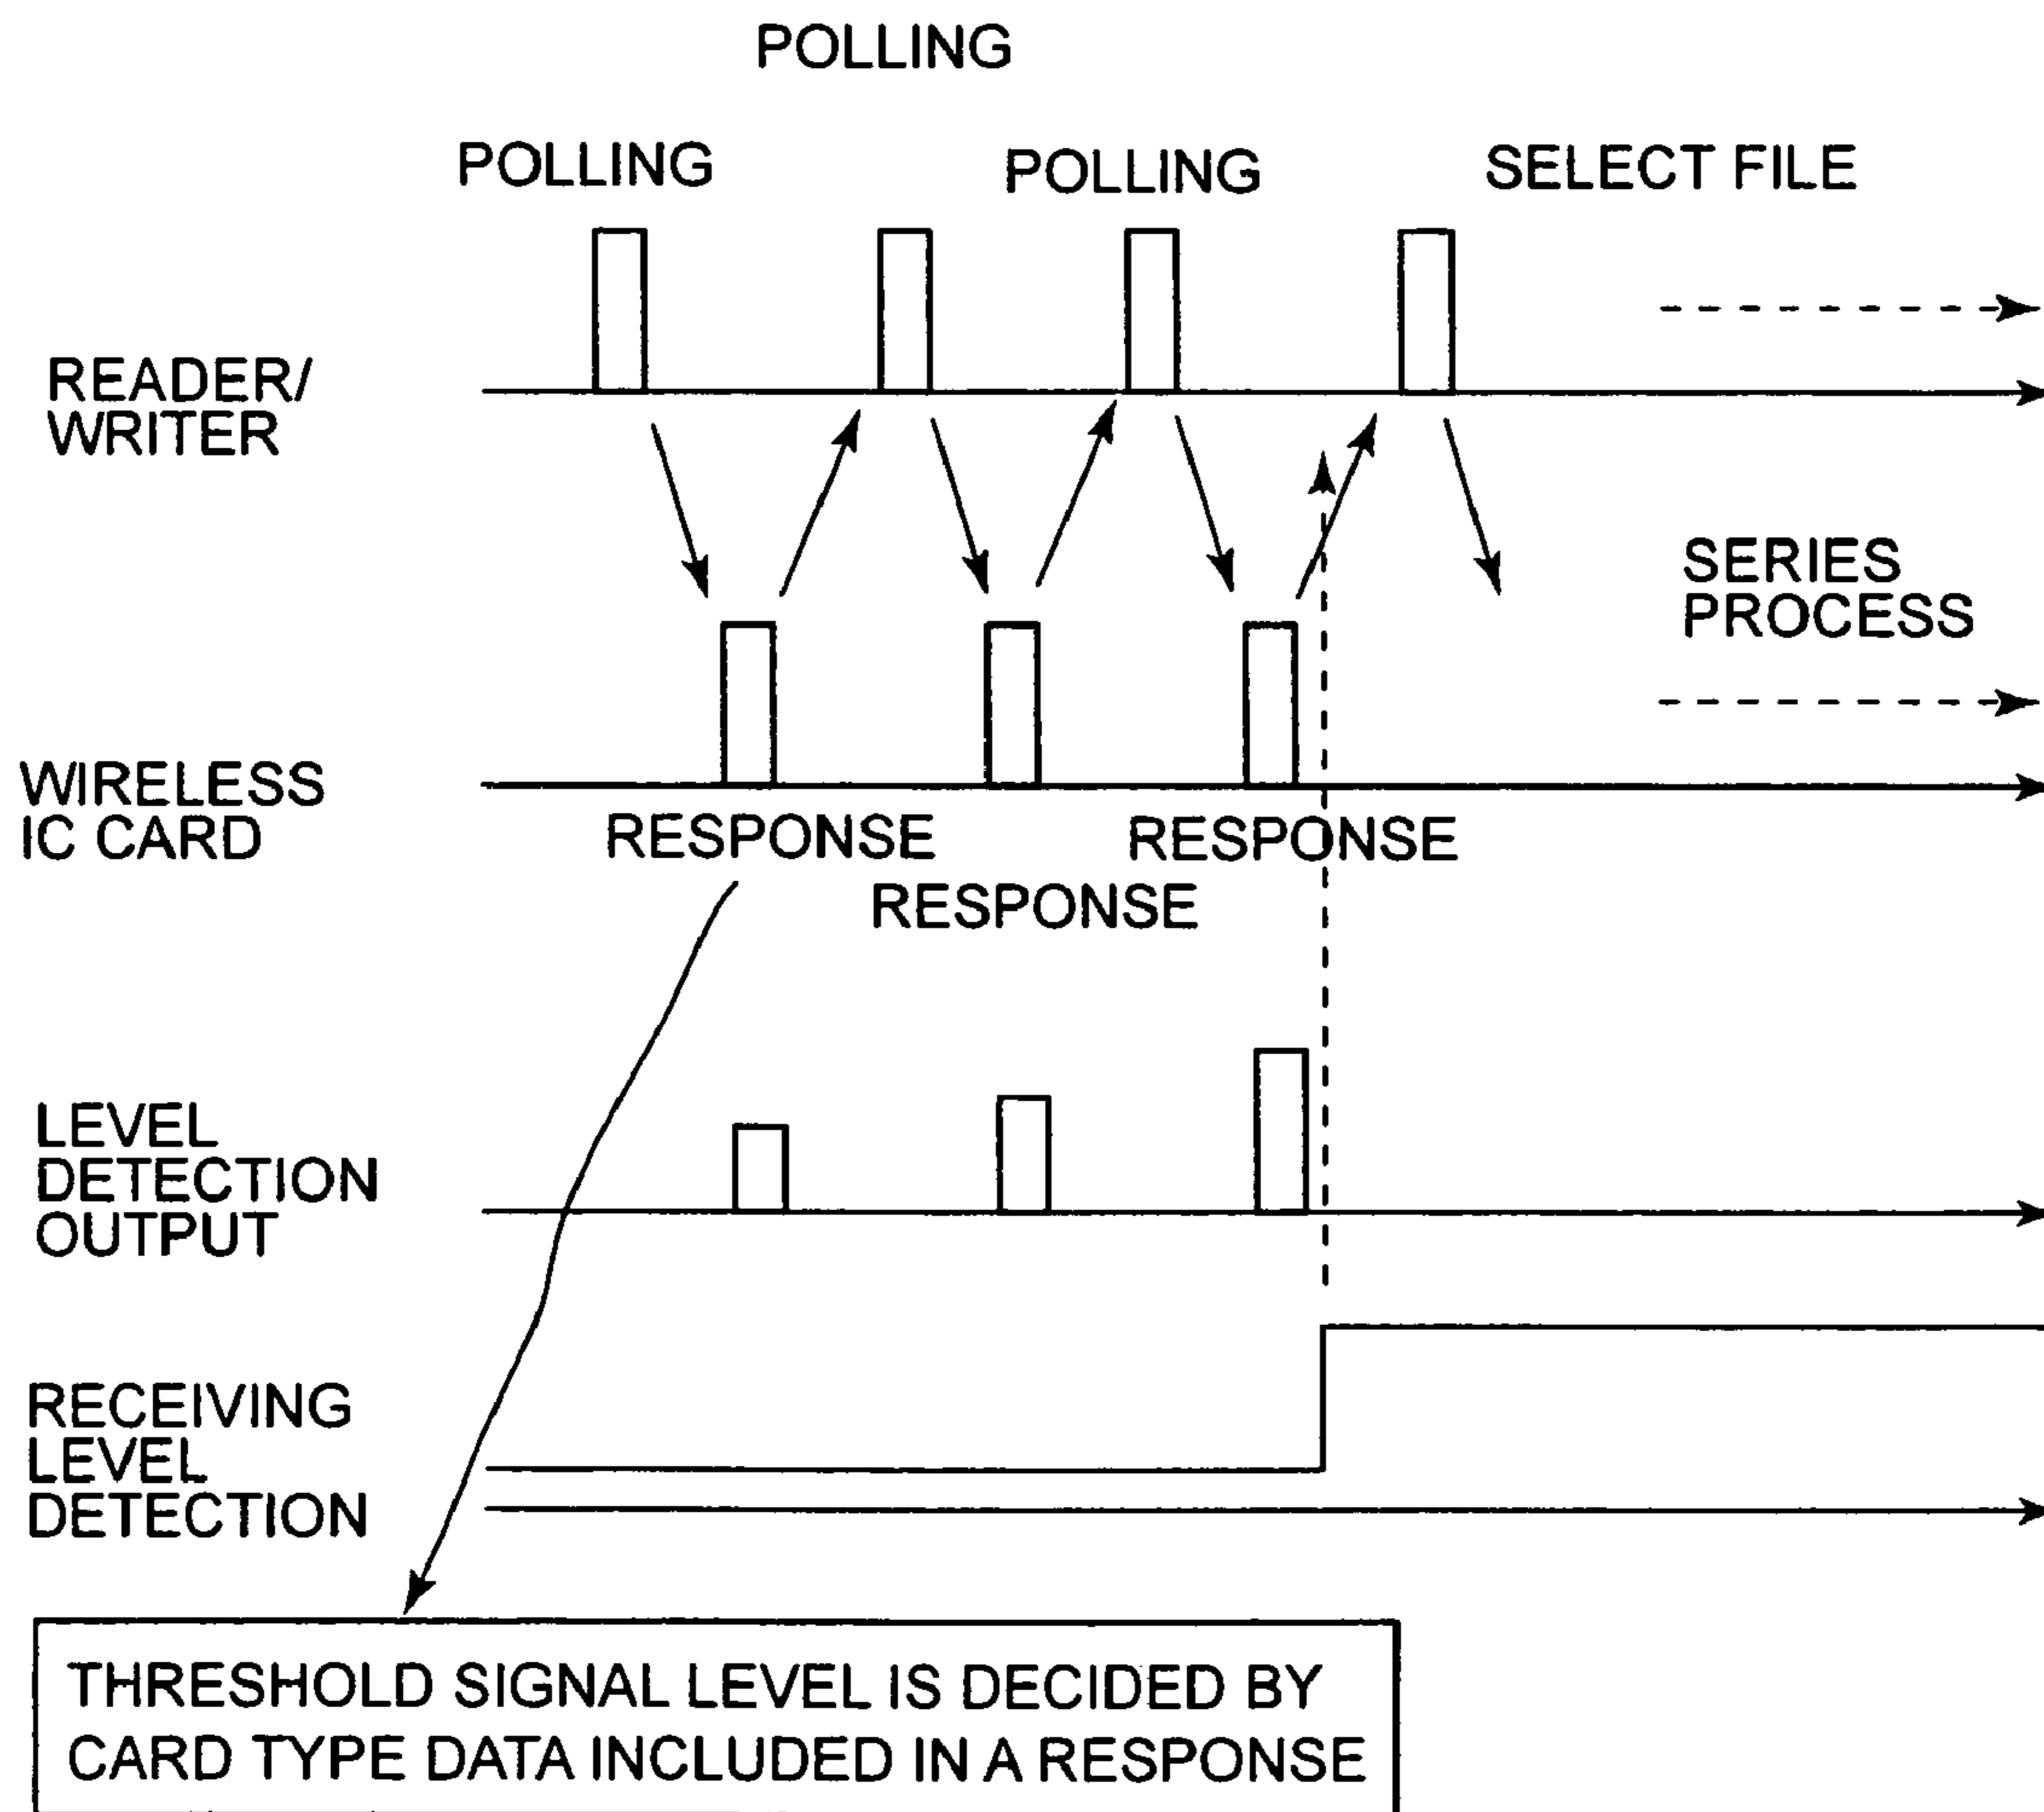 POLLING
POLLING
POLLING
SELECT FILE
READER/
WRITER
SERIES
PROCESS
WIRELESS
IC CARD
RESPONSE
RESPONSE
RESPONSE
LEVEL
DETECTION
OUTPUT
RECEIVING
LEVEL
DETECTION
THRESHOLD SIGNAL LEVEL IS DECIDED BY
CARD TYPE DATA INCLUDED IN A RESPONSE